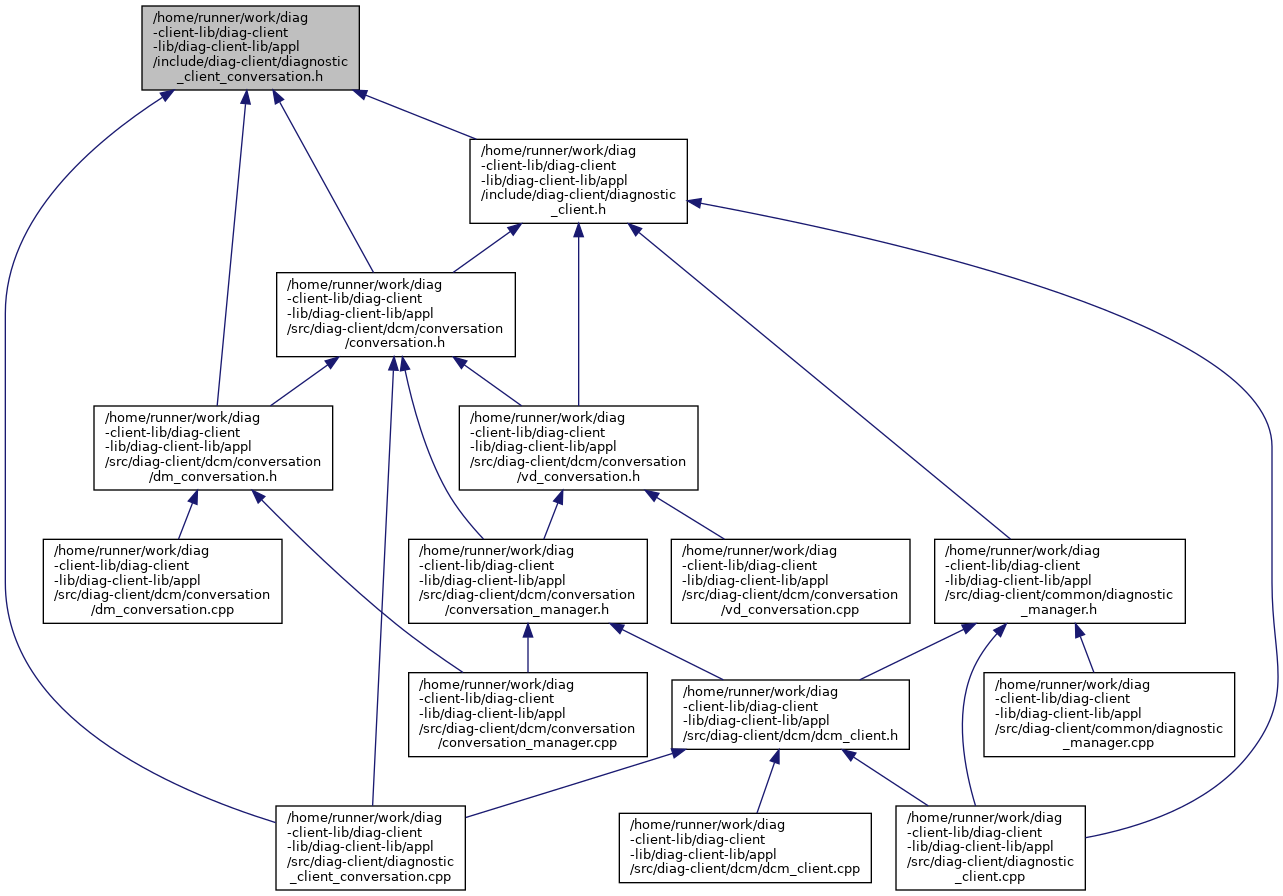 /home/runner/work/diag
-client-lib/diag-client
-lib/diag-client-lib/appl
/include/diag-client/diagnostic
_client_conversation.h
/home/runner/work/diag
-client-lib/diag-client
-lib/diag-client-lib/appl
/include/diag-client/diagnostic
_client.h
/home/runner/work/diag
-client-lib/diag-client
-lib/diag-client-lib/appl
/src/diag-client/dcm/conversation
/conversation.h
/home/runner/work/diag
-client-lib/diag-client
-lib/diag-client-lib/appl
/src/diag-client/dcm/conversation
/dm_conversation.h
/home/runner/work/diag
-client-lib/diag-client
-lib/diag-client-lib/appl
/src/diag-client/dcm/conversation
/vd_conversation.h
/home/runner/work/diag
-client-lib/diag-client
-lib/diag-client-lib/appl
/src/diag-client/dcm/conversation
/dm_conversation.cpp
/home/runner/work/diag
-client-lib/diag-client
-lib/diag-client-lib/appl
/src/diag-client/dcm/conversation
/conversation_manager.h
/home/runner/work/diag
-client-lib/diag-client
-lib/diag-client-lib/appl
/src/diag-client/dcm/conversation
/vd_conversation.cpp
/home/runner/work/diag
-client-lib/diag-client
-lib/diag-client-lib/appl
/src/diag-client/common/diagnostic
_manager.h
/home/runner/work/diag
-client-lib/diag-client
-lib/diag-client-lib/appl
/src/diag-client/dcm/conversation
/conversation_manager.cpp
/home/runner/work/diag
-client-lib/diag-client
-lib/diag-client-lib/appl
/src/diag-client/dcm/dcm_client.h
/home/runner/work/diag
-client-lib/diag-client
-lib/diag-client-lib/appl
/src/diag-client/common/diagnostic
_manager.cpp
/home/runner/work/diag
-client-lib/diag-client
-lib/diag-client-lib/appl
/src/diag-client/diagnostic
_client_conversation.cpp
/home/runner/work/diag
-client-lib/diag-client
-lib/diag-client-lib/appl
/src/diag-client/dcm/dcm_client.cpp
/home/runner/work/diag
-client-lib/diag-client
-lib/diag-client-lib/appl
/src/diag-client/diagnostic
_client.cpp